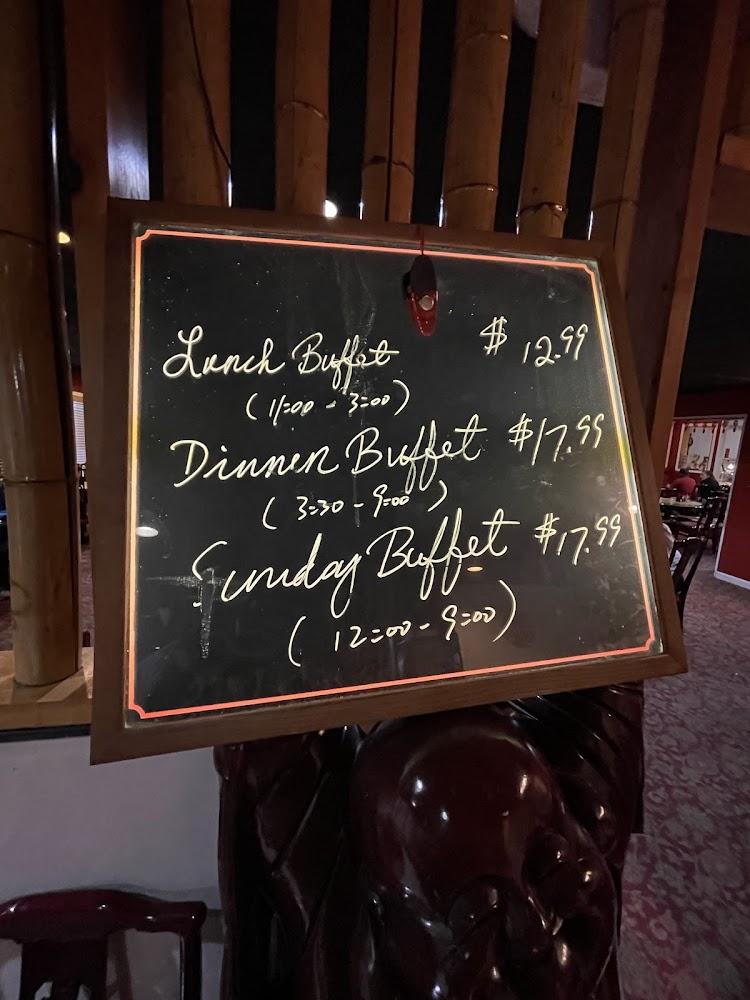 Lunch Buffet $ 12.99
(11:00 - 3:00)
Dinner Buffet $17.99
(3:30 - 9:00)
Sunday Buffet $17.99
(12:00 - 9:00)